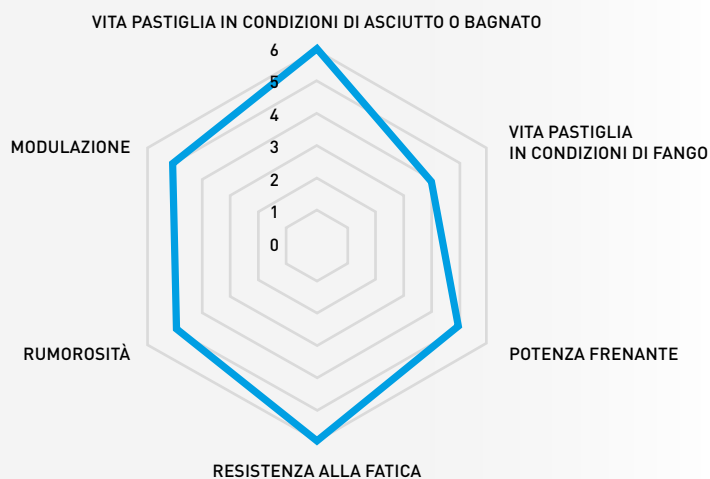 VITA PASTIGLIA IN CONDIZIONI DI ASCIUTTO O BAGNATO
6
5
4
3
2
1
0
MODULAZIONE
VITA PASTIGLIA
IN CONDIZIONI DI FANGO
RUMOROSITÀ
POTENZA FRENANTE
RESISTENZA ALLA FATICA